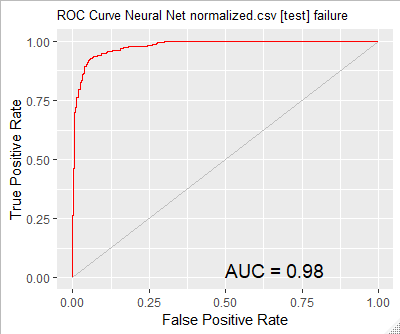 ROC Curve Neural Net normalized.csv [test] failure
True Positive Rate
1.00
0.75
0.50
0.25
0.00
AUC = 0.98
0.00 0.25 0.50 0.75 1.00
False Positive Rate